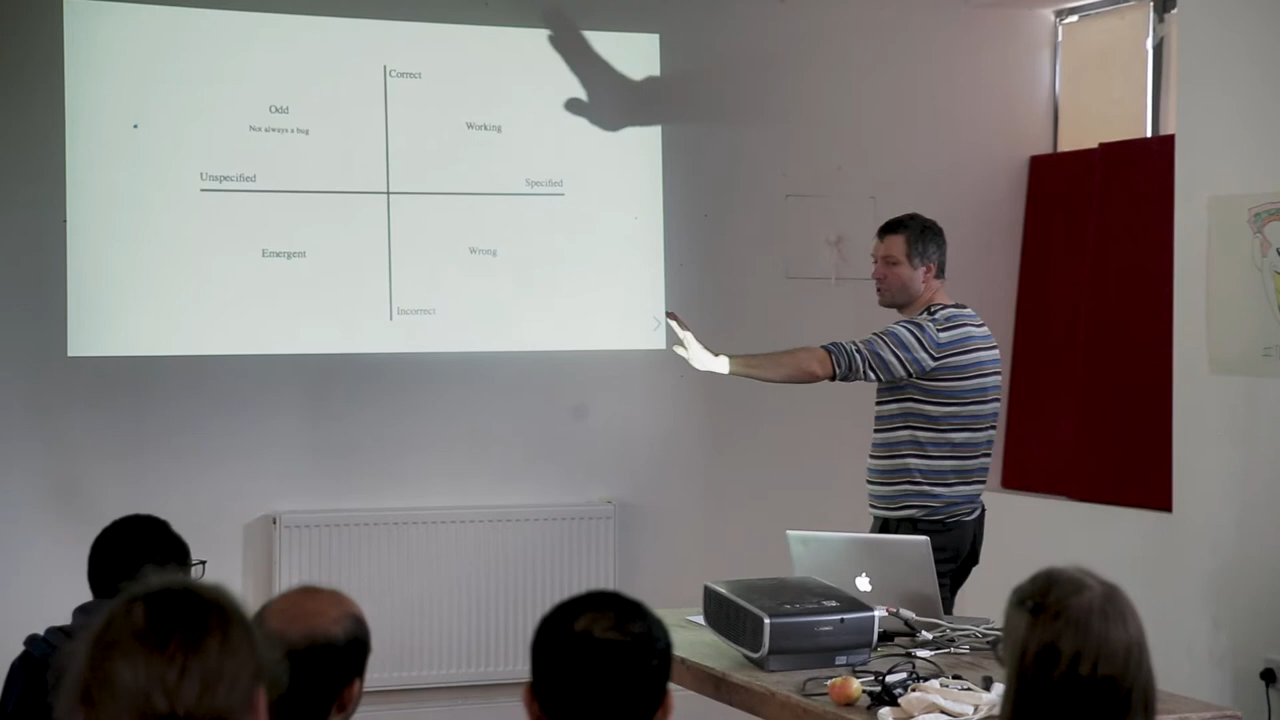 Correct
Odd
Not always a bug
Working
Unspecified
Specified
Emergent
Wrong
Incorrect